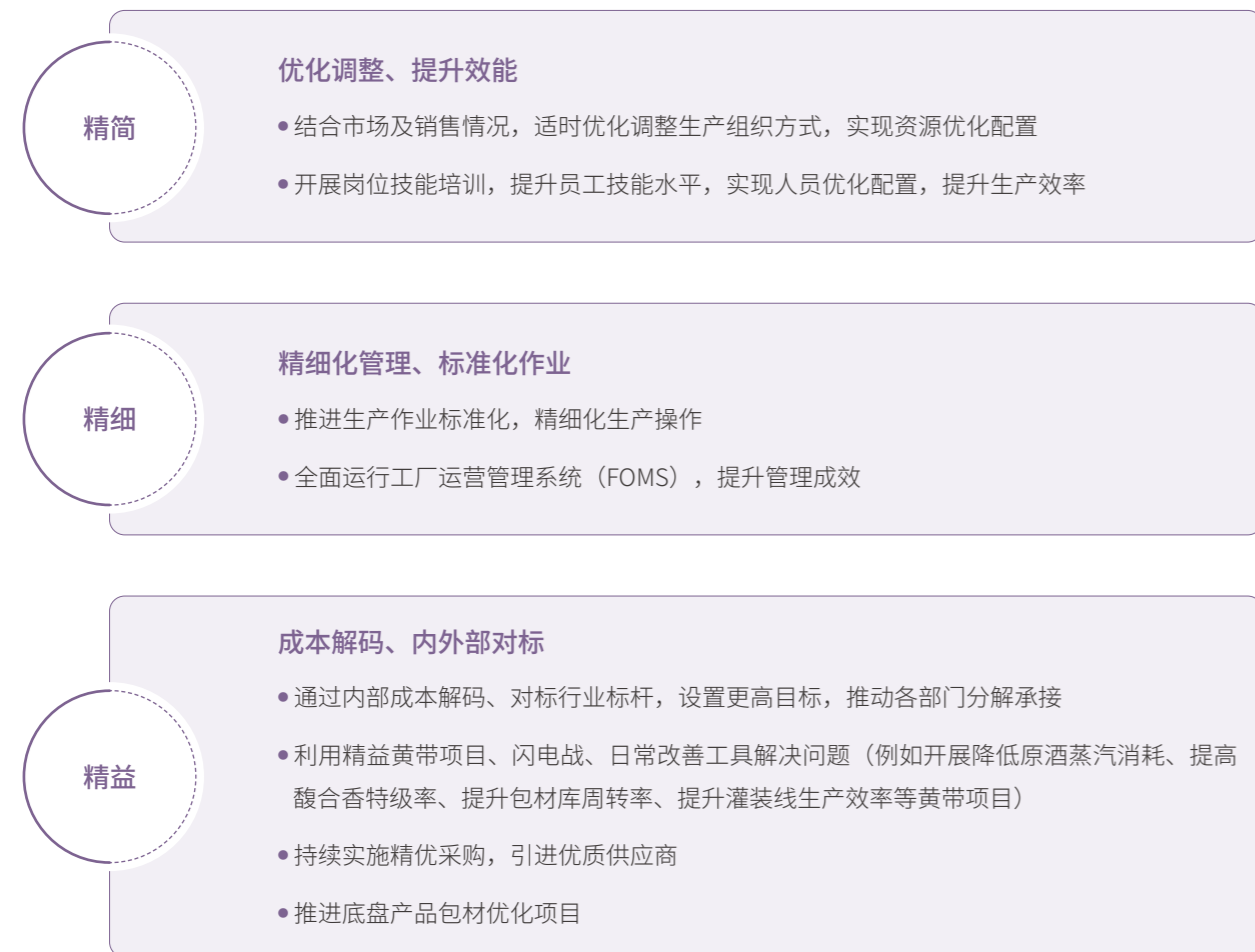 精简
优化调整、提升效能
•结合市场及销售情况，适时优化调整生产组织方式，实现资源优化配置
•开展岗位技能培训，提升员工技能水平，实现人员优化配置，提升生产效率
精细
精细化管理、标准化作业
•推进生产作业标准化，精细化生产操作
•全面运行工厂运营管理系统（FOMS），提升管理成效
精益
成本解码、内外部对标
•通过内部成本解码、对标行业标杆，设置更高目标，推动各部门分解承接
•利用精益黄带项目、闪电战、日常改善工具解决问题（例如开展降低原酒蒸汽消耗、提高
馥合香特级率、提升包材库周转率、提升灌装线生产效率等黄带项目）
•持续实施精优采购，引进优质供应商
•推进底盘产品包材优化项目